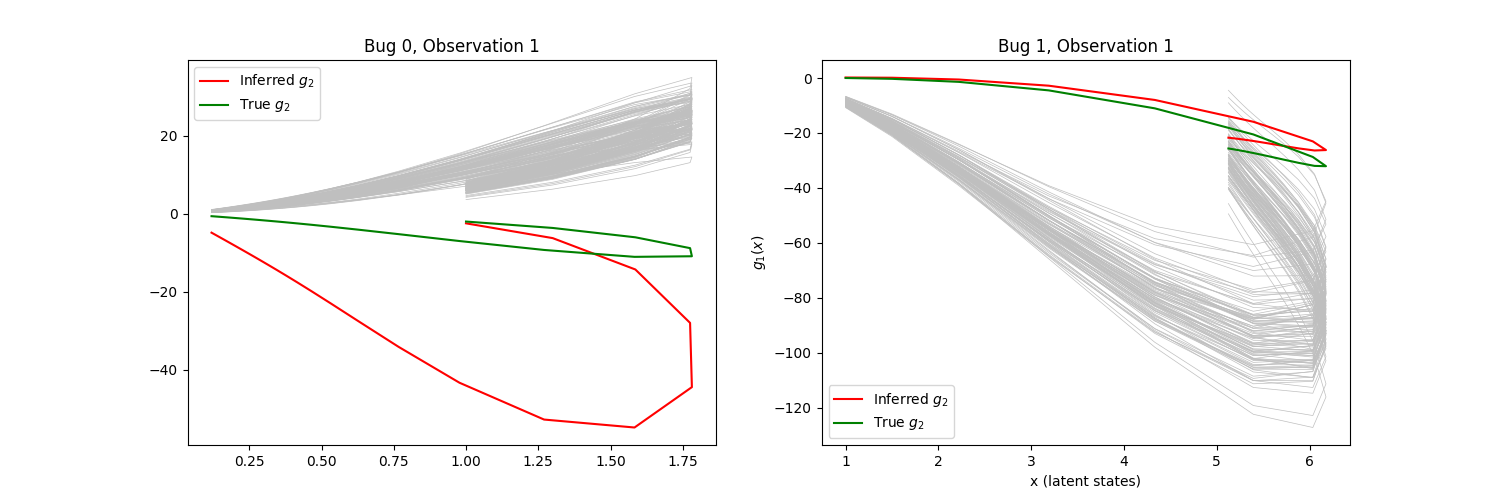 Bug 0, Observation 1
Inferred g₂
True g₂
20
0
−20
−40
0.25 0.50 0.75 1.00 1.25 1.50 1.75
Bug 1, Observation 1
0
−20
−40
−60
−80
−100
−120
g₁(x)
Inferred g₂
True g₂
1 2 3 4 5 6
x (latent states)